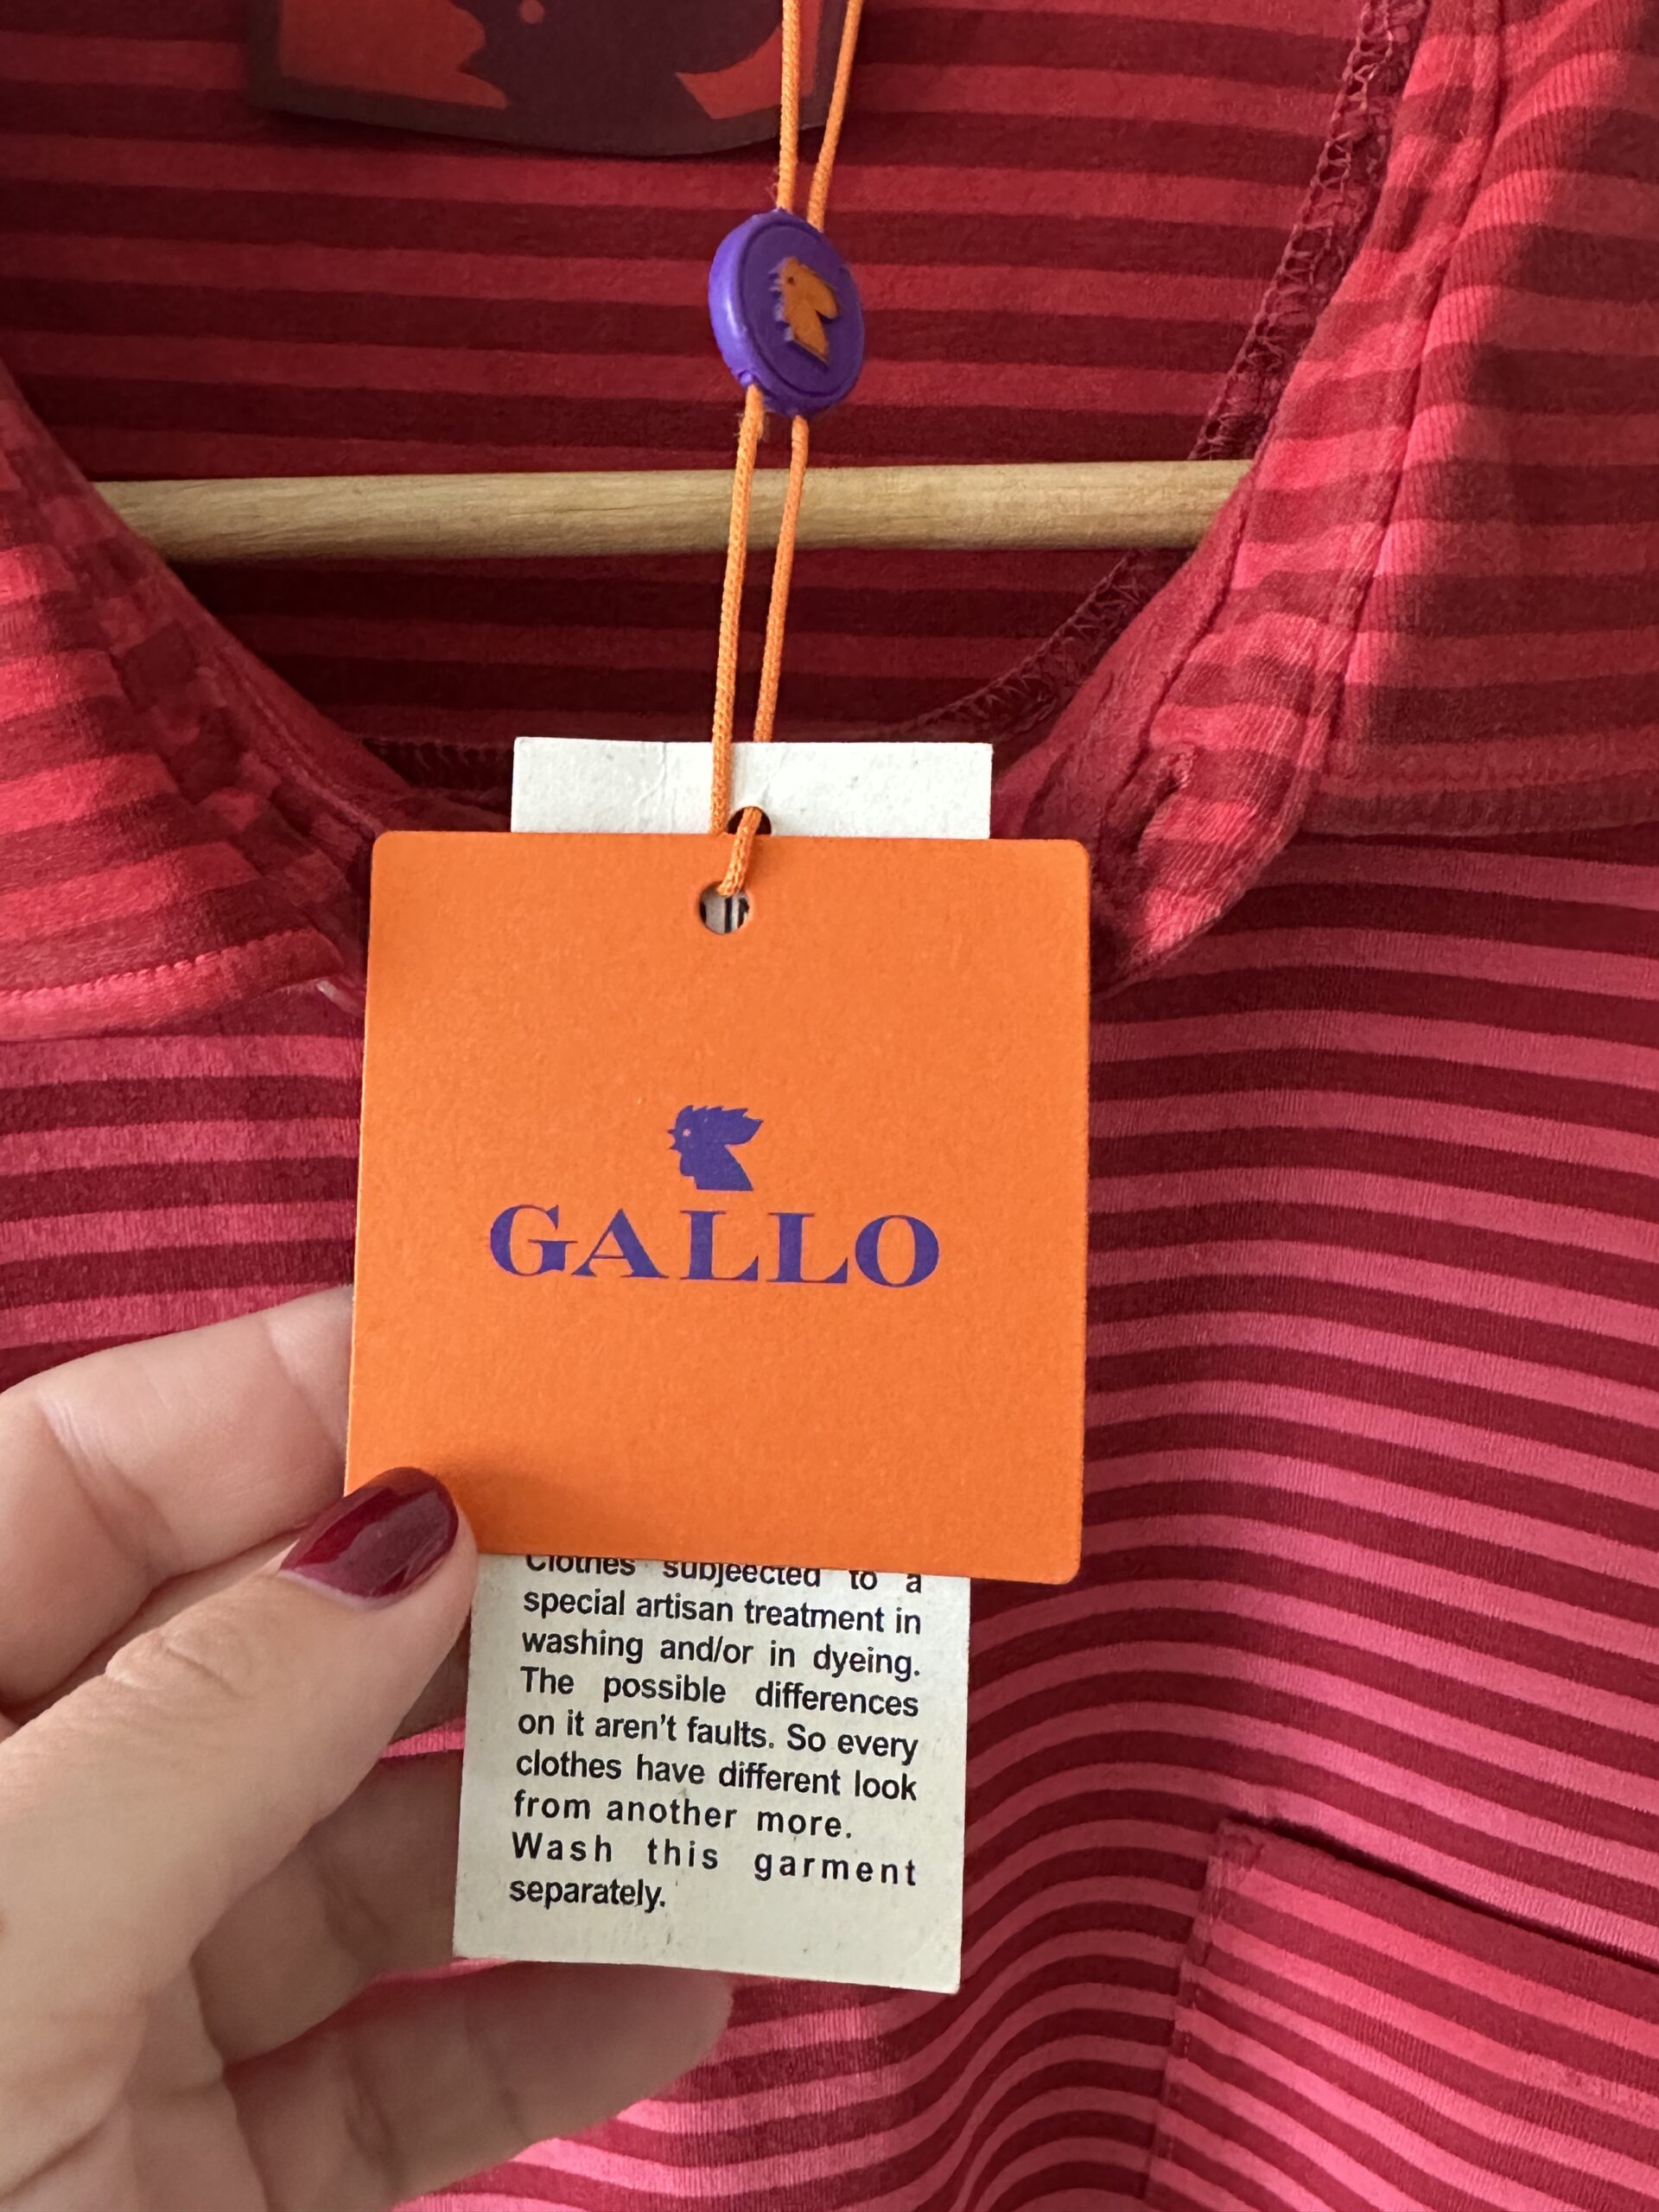 GALLO
Clothes subjeected to a
special artisan treatment in
washing and/or in dyeing.
The possible differences
on it aren't faults. So every
clothes have different look
from another more.
Wash this garment
separately.